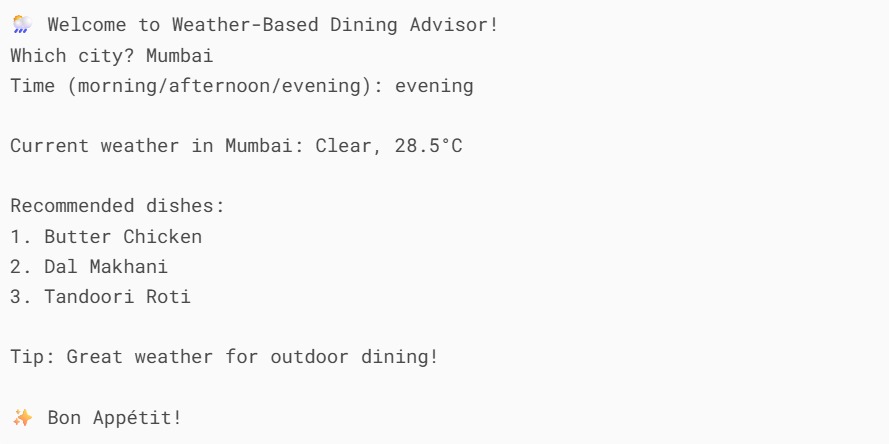 🌦️ Welcome to Weather-Based Dining Advisor!
Which city? Mumbai
Time (morning/afternoon/evening): evening
Current weather in Mumbai: Clear, 28.5°C
Recommended dishes:
1. Butter Chicken
2. Dal Makhani
3. Tandoori Roti
Tip: Great weather for outdoor dining!
✨ Bon Appétit!